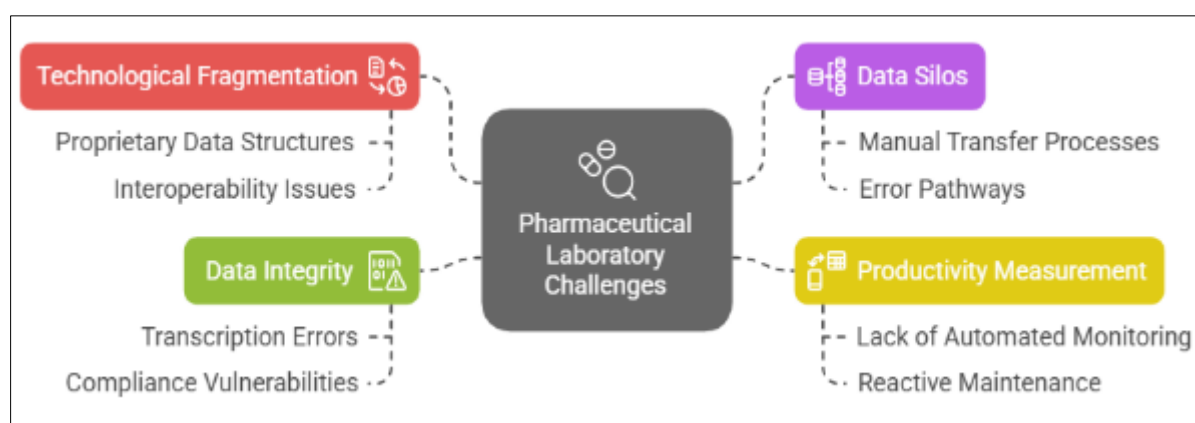 Technological Fragmentation
Proprietary Data Structures
Interoperability Issues
Data Integrity
Transcription Errors
Compliance Vulnerabilities
Pharmaceutical
Laboratory
Challenges
Data Silos
Manual Transfer Processes
Error Pathways
Productivity Measurement
Lack of Automated Monitoring
Reactive Maintenance